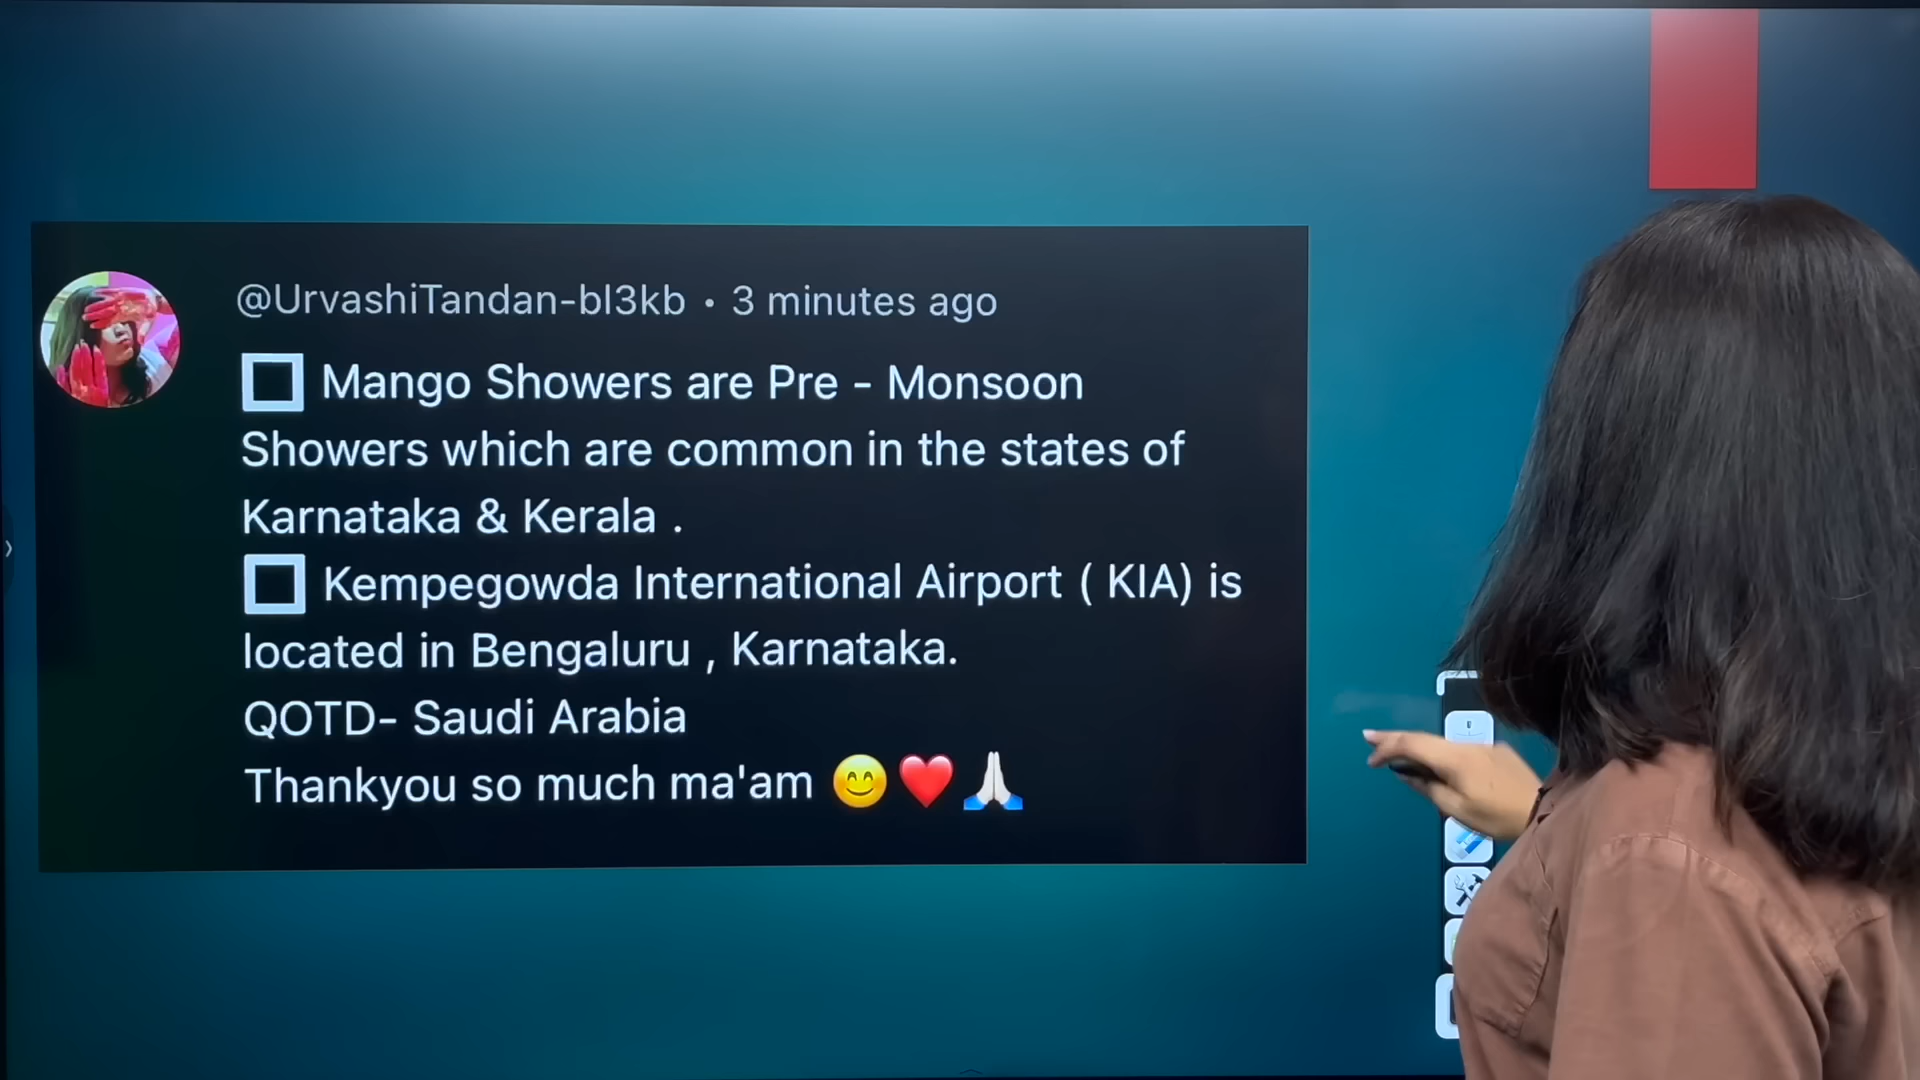 @UrvashiTandan-bl3kb • 3 minutes ago
Mango Showers are Pre - Monsoon
Showers which are common in the states of
Karnataka & Kerala .
Kempegowda International Airport ( KIA) is
located in Bengaluru , Karnataka.
QOTD- Saudi Arabia
Thankyou so much ma'am 😊❤️🙏